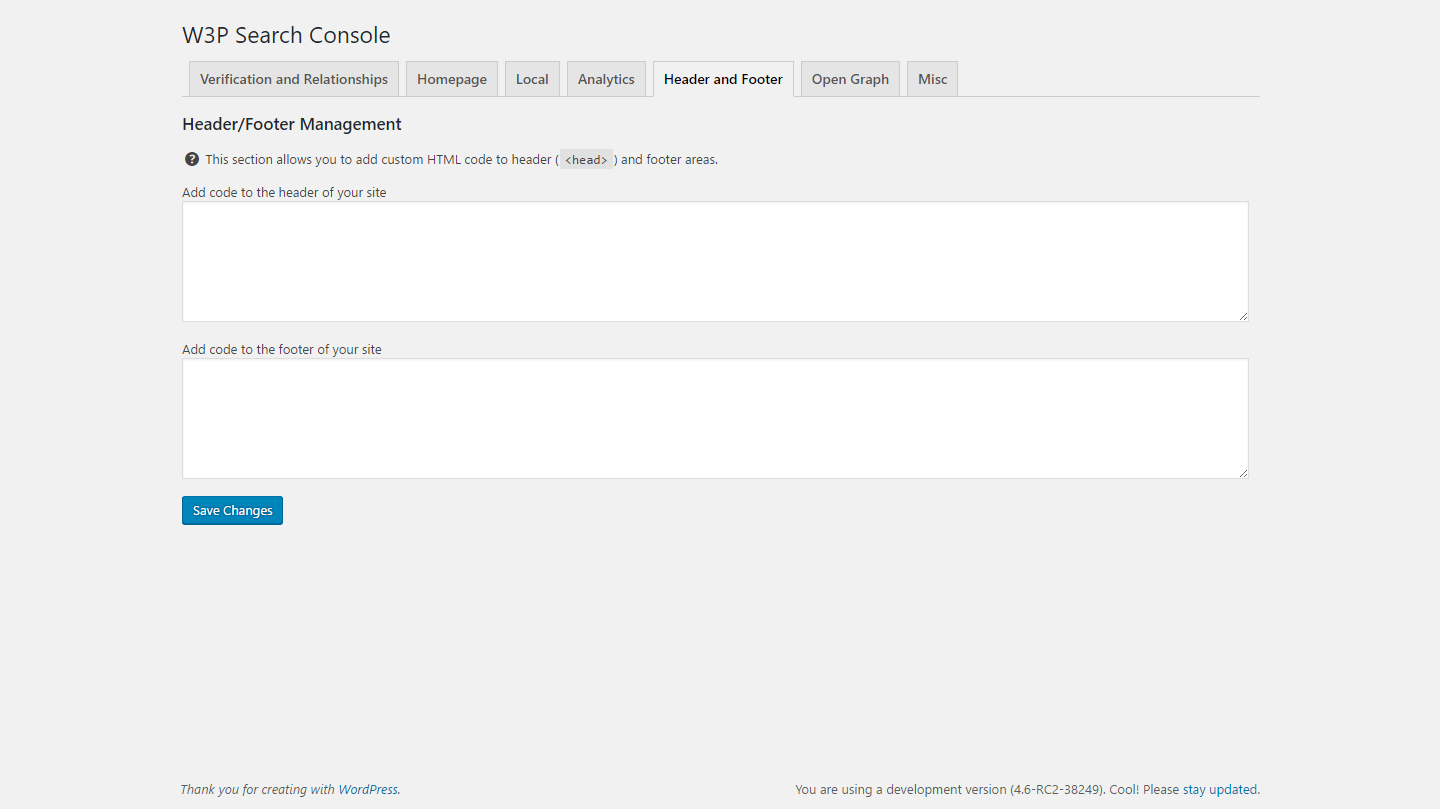 W3P Search Console
Verification and Relationships Homepage Local Analytics Header and Footer Open Graph Misc
Header/Footer Management
? This section allows you to add custom HTML code to header ( <head> ) and footer areas.
Add code to the header of your site
Add code to the footer of your site
Save Changes
Thank you for creating with WordPress. You are using a development version (4.6-RC2-38249). Cool! Please stay updated.